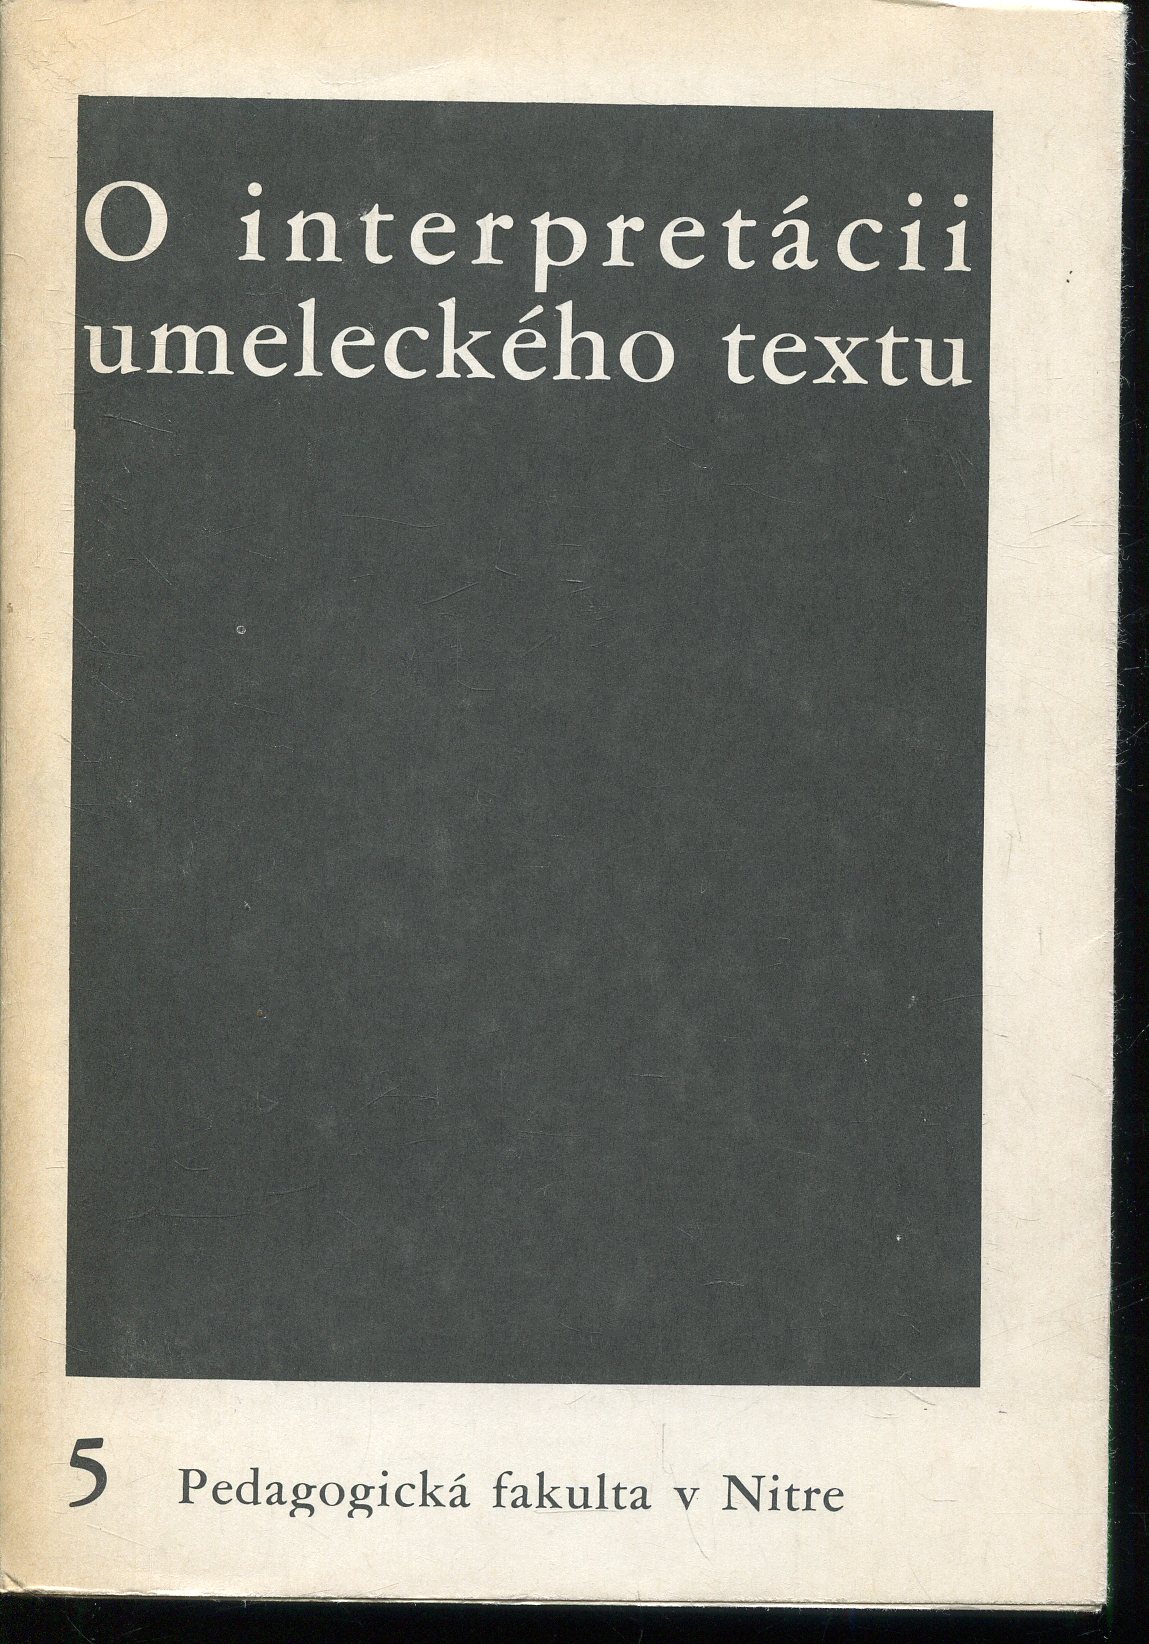 O interpretácii
umeleckého textu
5 Pedagogická fakulta v Nitre